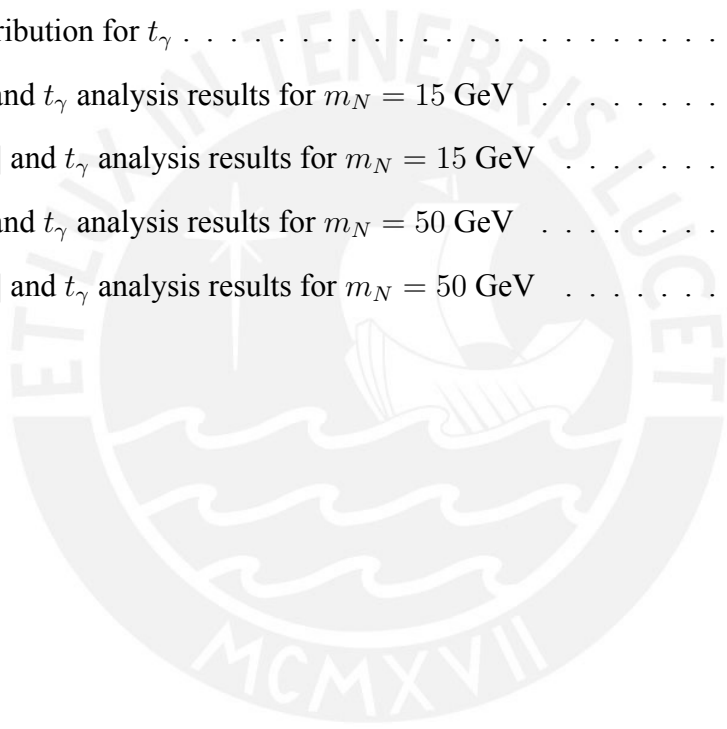 ribution for $t_\gamma$ . . . . . . . . . . . . . . . . . . . . . . .
and $t_\gamma$ analysis results for $m_N = 15$ GeV . . . . . . . .
] and $t_\gamma$ analysis results for $m_N = 15$ GeV . . . . . . .
and $t_\gamma$ analysis results for $m_N = 50$ GeV . . . . . . . .
] and $t_\gamma$ analysis results for $m_N = 50$ GeV . . . . . . .
ET LUX IN TENEBRIS LUCET
MCMXVII